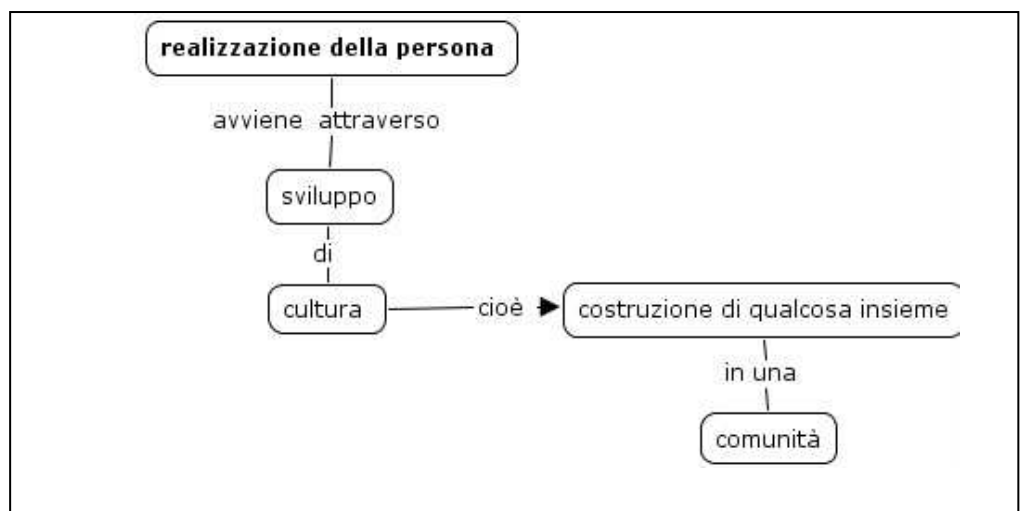 realizzazione della persona
avviene attraverso
sviluppo
di
cultura
cioè
costruzione di qualcosa insieme
in una
comunità